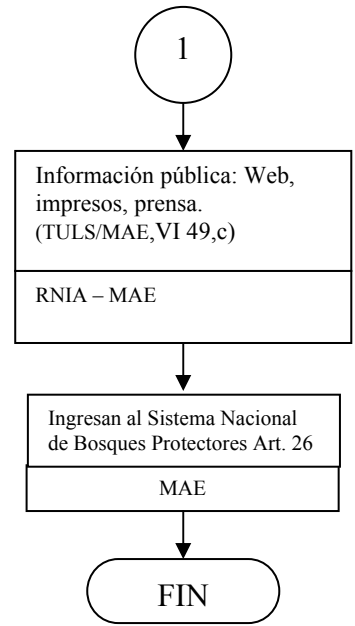 1
Información pública: Web,
impresos, prensa.
(TULS/MAE,VI 49,c)
RNIA – MAE
Ingresan al Sistema Nacional
de Bosques Protectores Art. 26
MAE
FIN